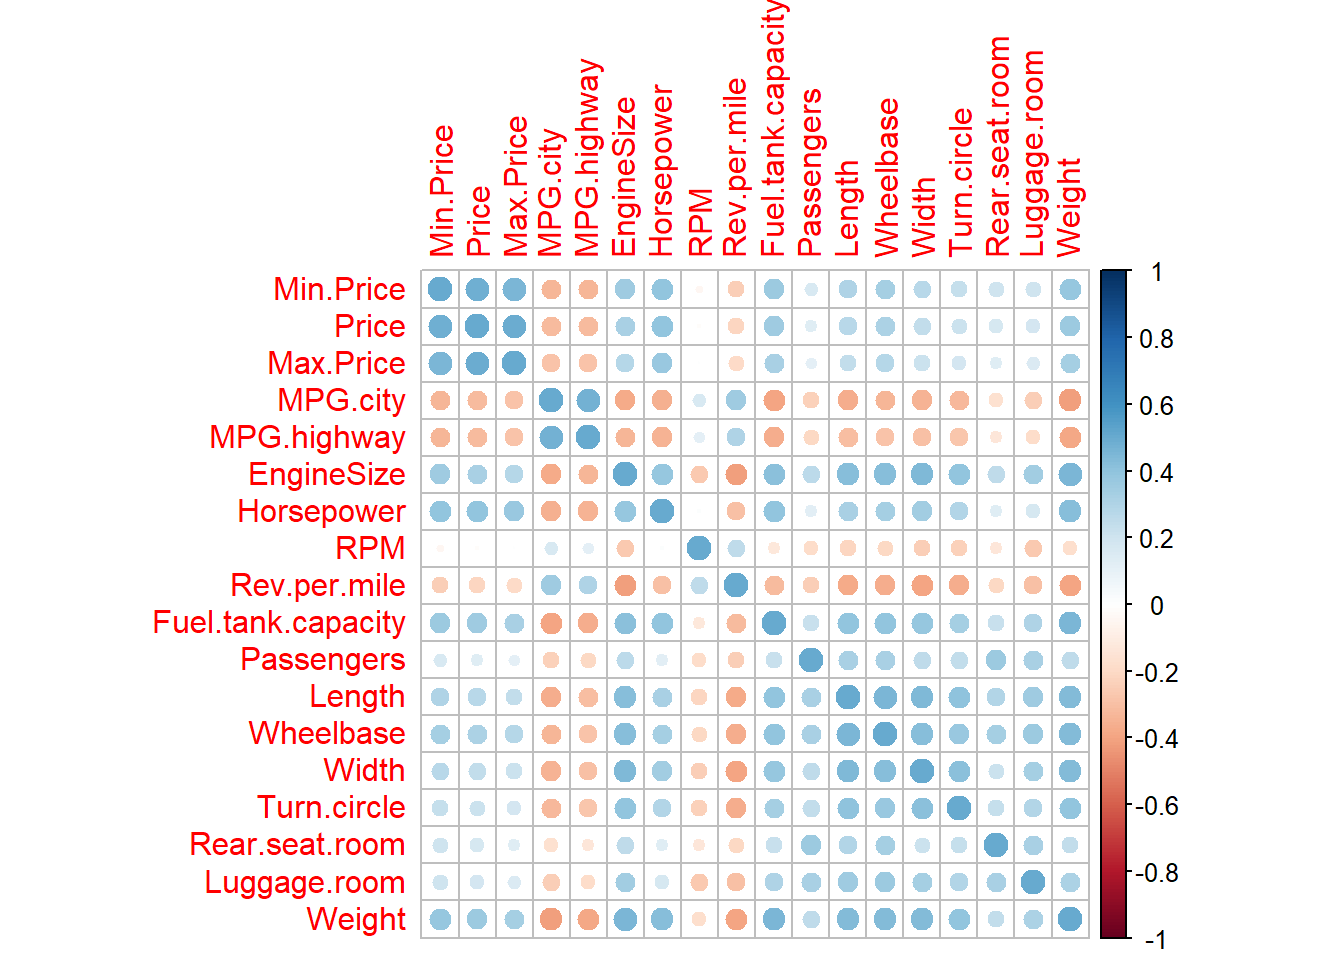 Min.Price
Price
Max.Price
MPG.city
MPG.highway
EngineSize
Horsepower
RPM
Rev.per.mile
Fuel.tank.capacity
Passengers
Length
Wheelbase
Width
Turn.circle
Rear.seat.room
Luggage.room
Weight
Min.Price
Price
Max.Price
MPG.city
MPG.highway
EngineSize
Horsepower
RPM
Rev.per.mile
Fuel.tank.capacity
Passengers
Length
Wheelbase
Width
Turn.circle
Rear.seat.room
Luggage.room
Weight
1
0.8
0.6
0.4
0.2
0
-0.2
-0.4
-0.6
-0.8
-1